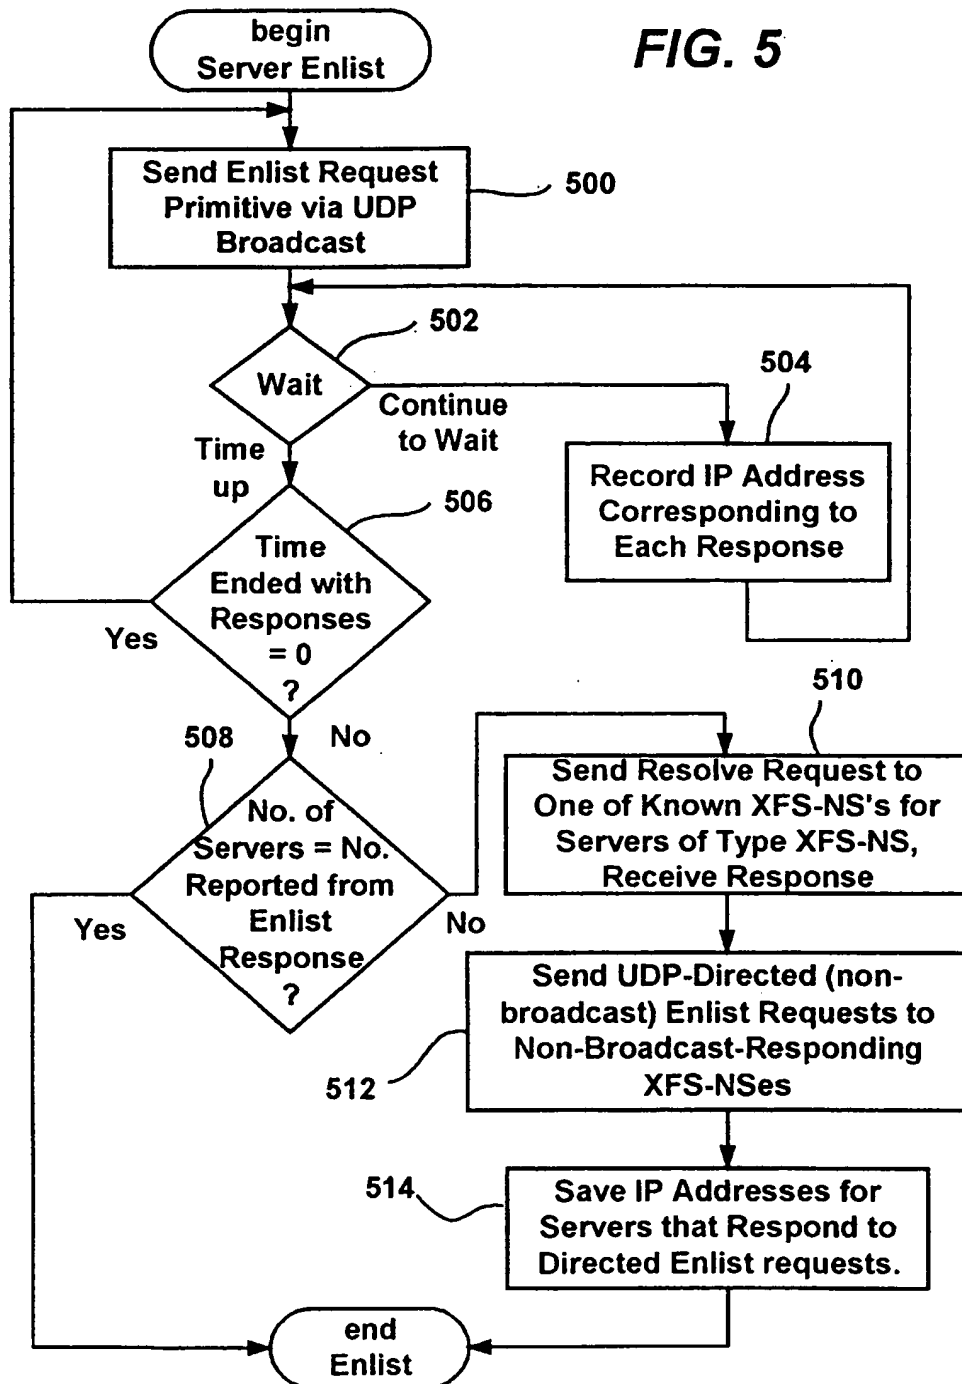 begin
Server Enlist
FIG. 5
Send Enlist Request
Primitive via UDP
Broadcast
500
502
Wait
Continue
to Wait
504
Record IP Address
Corresponding to
Each Response
Time
up
506
Time
Ended with
Responses
= 0
?
Yes
No
508
No. of
Servers = No.
Reported from
Enlist
Response
?
Yes
No
510
Send Resolve Request to
One of Known XFS-NS's for
Servers of Type XFS-NS,
Receive Response
Send UDP-Directed (non-
broadcast) Enlist Requests to
Non-Broadcast-Responding
XFS-NSes
512
514
Save IP Addresses for
Servers that Respond to
Directed Enlist requests.
end
Enlist